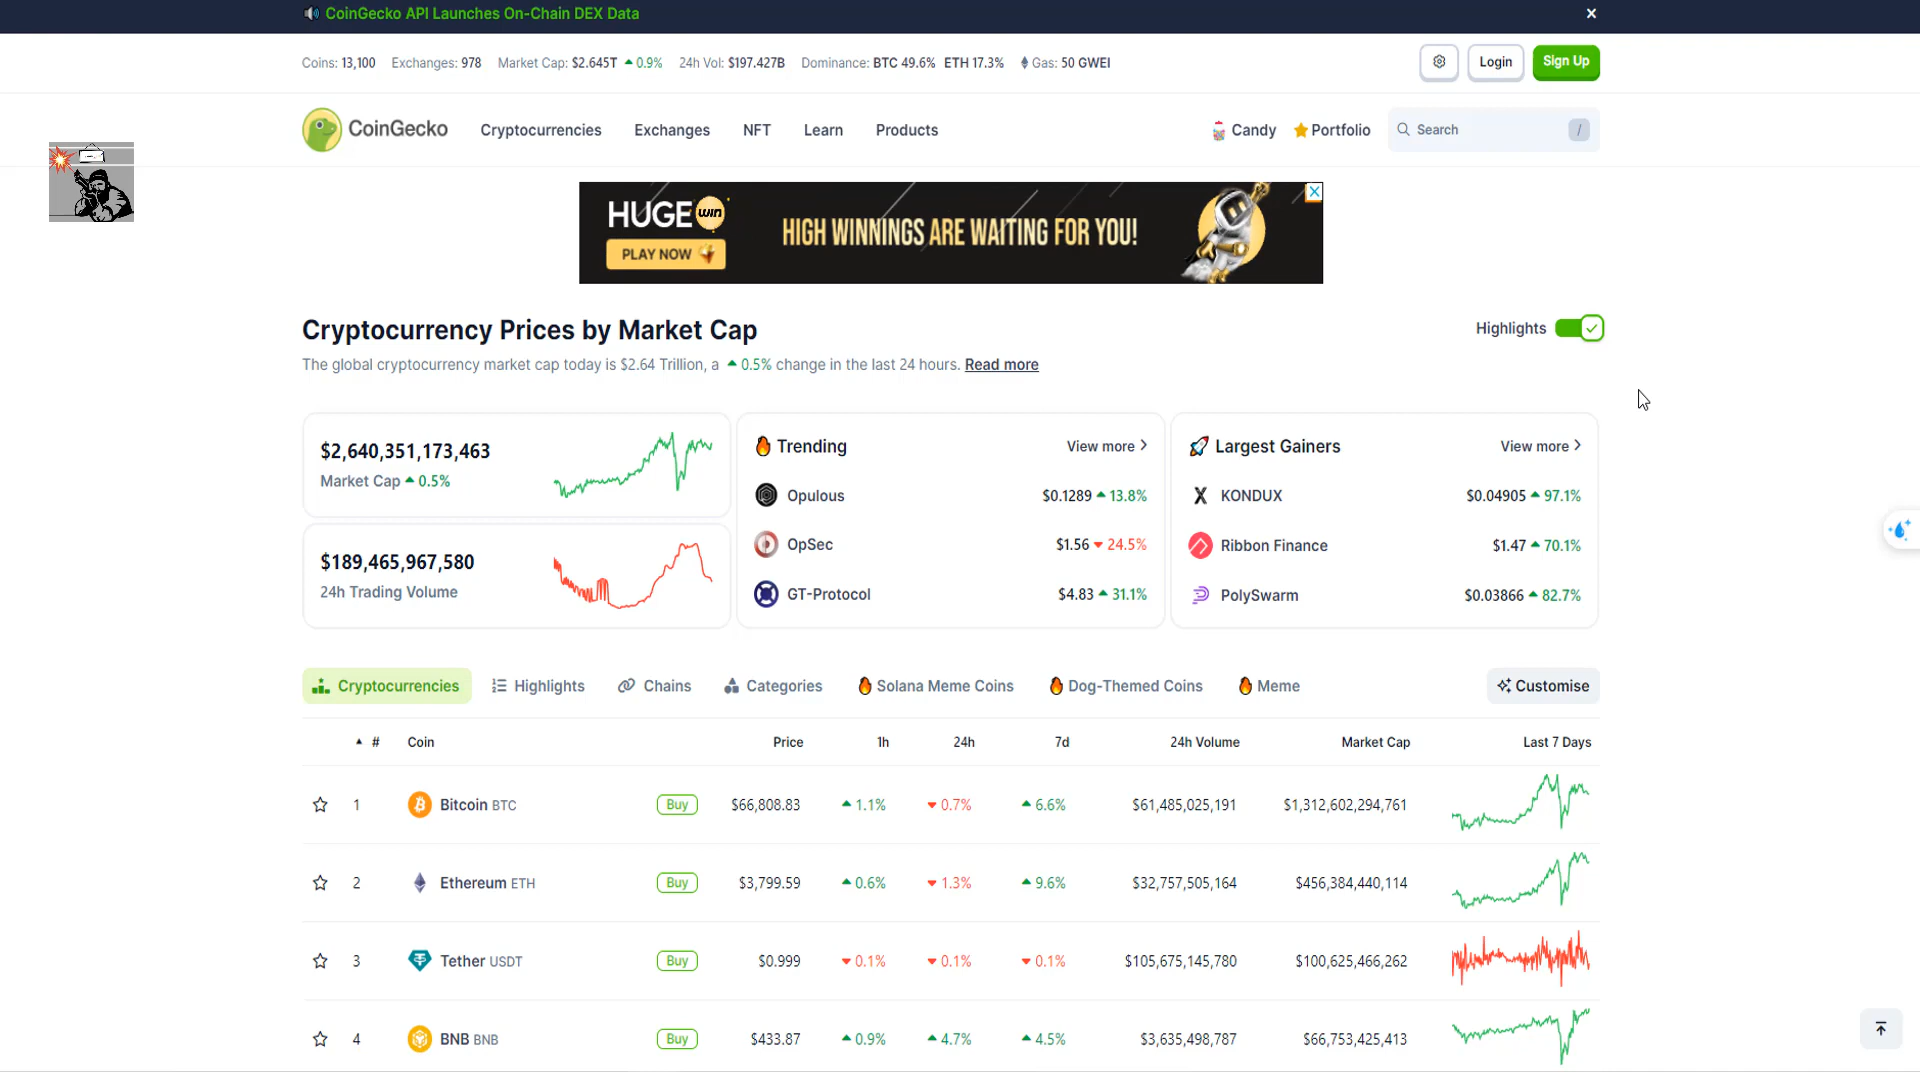 CoinGecko API Launches On-Chain DEX Data
Coins: 13,100 Exchanges: 978 Market Cap: $2.645T 0.9% 24h Vol: $197.427B Dominance: BTC 49.6% ETH 17.3% Gas: 50 GWEI
Login
Sign Up
CoinGecko
Cryptocurrencies Exchanges NFT Learn Products
Candy Portfolio Search /
HUGE win
PLAY NOW
HIGH WINNINGS ARE WAITING FOR YOU!
Cryptocurrency Prices by Market Cap
Highlights
The global cryptocurrency market cap today is $2.64 Trillion, a 0.5% change in the last 24 hours. Read more
$2,640,351,173,463
Market Cap 0.5%
$189,465,967,580
24h Trading Volume
Trending View more
Opulous $0.1289 13.8%
OpSec $1.56 24.5%
GT-Protocol $4.83 31.1%
Largest Gainers View more
KONDUX $0.04905 97.1%
Ribbon Finance $1.47 70.1%
PolySwarm $0.03866 82.7%
Cryptocurrencies Highlights Chains Categories Solana Meme Coins Dog-Themed Coins Meme Customise
# Coin Price 1h 24h 7d 24h Volume Market Cap Last 7 Days
1 Bitcoin BTC Buy $66,808.83 1.1% 0.7% 6.6% $61,485,025,191 $1,312,602,294,761
2 Ethereum ETH Buy $3,799.59 0.6% 1.3% 9.6% $32,757,505,164 $456,384,440,114
3 Tether USDT Buy $0.999 0.1% 0.1% 0.1% $105,675,145,780 $100,625,466,262
4 BNB BNB Buy $433.87 0.9% 4.7% 4.5% $3,635,498,787 $66,753,425,413